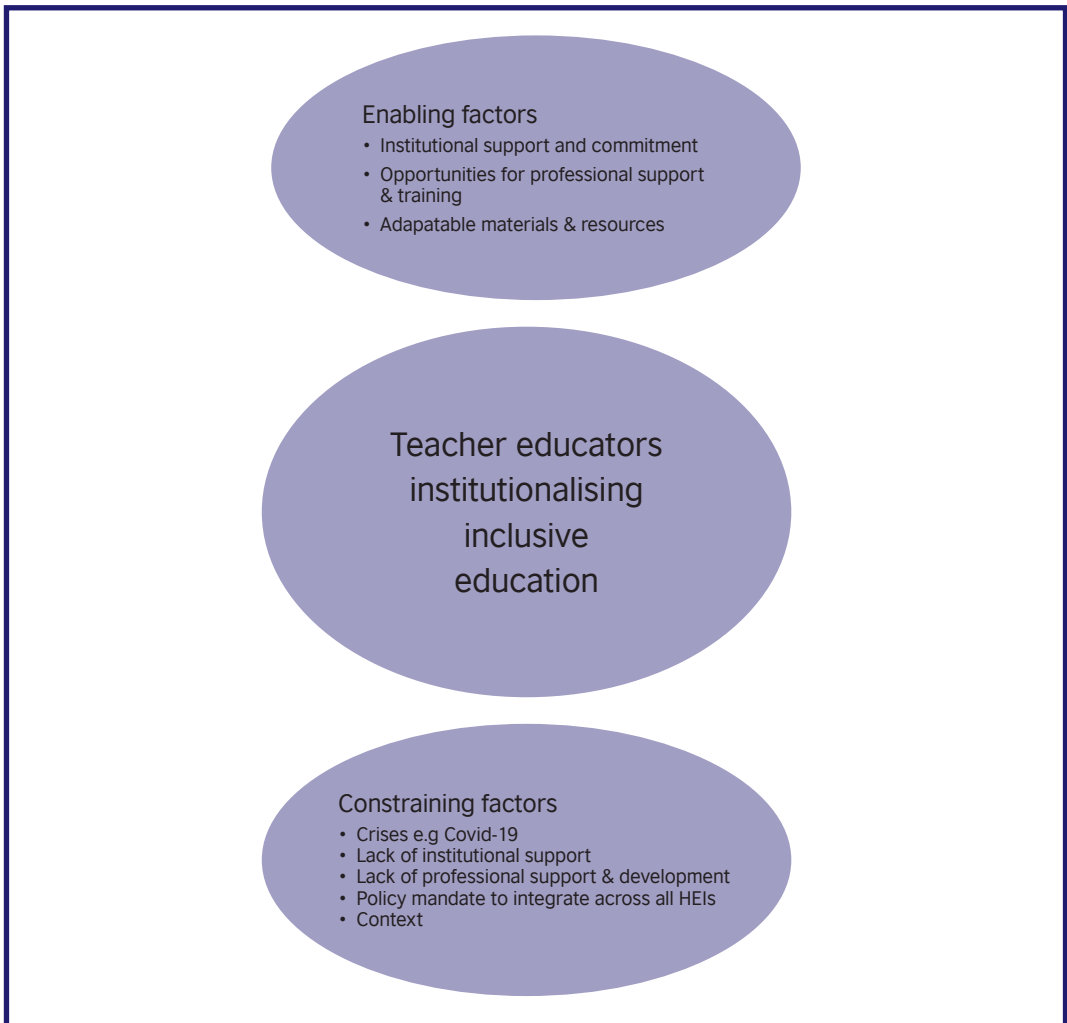 Enabling factors
• Institutional support and commitment
• Opportunities for professional support
& training
• Adapatable materials & resources
Teacher educators
institutionalising
inclusive
education
Constraining factors
• Crises e.g Covid-19
• Lack of institutional support
• Lack of professional support & development
• Policy mandate to integrate across all HEIs
• Context